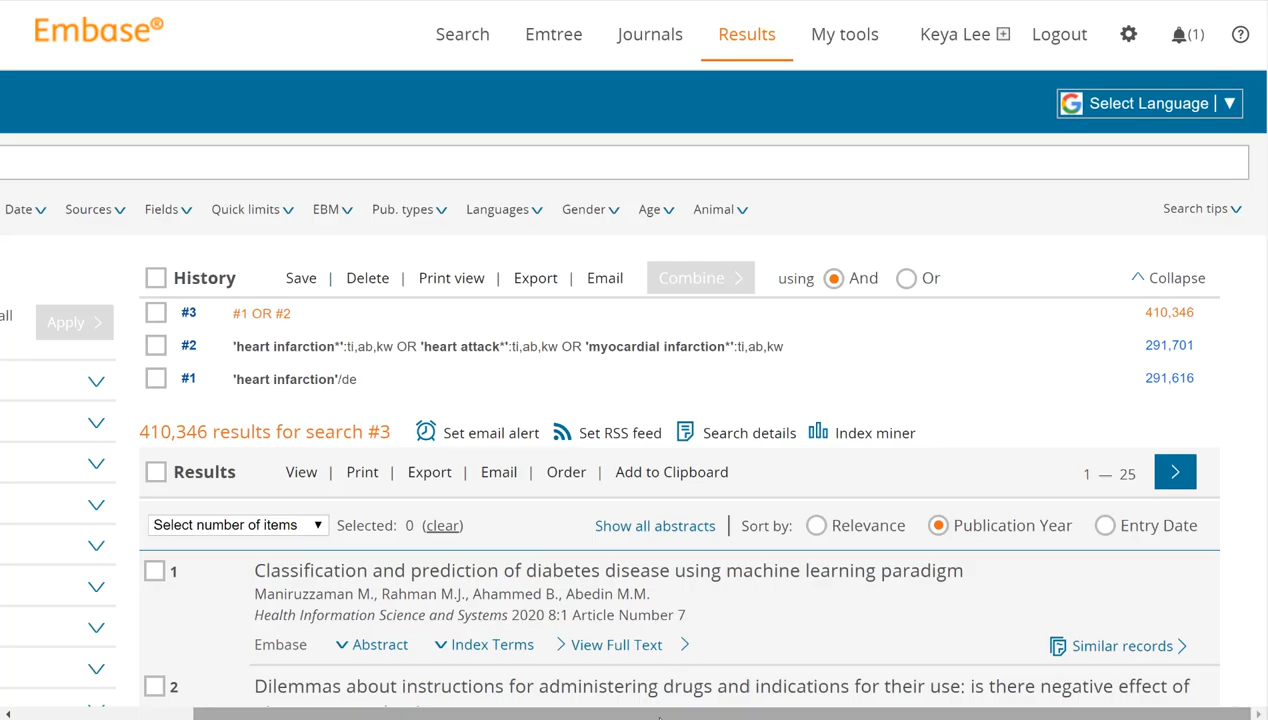 Embase®
Search Emtree Journals Results My tools Keya Lee Logout (1) ?
G Select Language ▼
Date Sources Fields Quick limits EBM Pub. types Languages Gender Age Animal Search tips
History Save | Delete | Print view | Export | Email Combine > using And Or Collapse
all Apply >
#3 #1 OR #2 410,346
#2 'heart infarction*':ti,ab,kw OR 'heart attack*':ti,ab,kw OR 'myocardial infarction*':ti,ab,kw 291,701
#1 'heart infarction'/de 291,616
410,346 results for search #3 Set email alert Set RSS feed Search details Index miner
Results View | Print | Export | Email | Order | Add to Clipboard 1 — 25 >
Select number of items ▼ Selected: 0 (clear) Show all abstracts | Sort by: Relevance Publication Year Entry Date
1 Classification and prediction of diabetes disease using machine learning paradigm
Maniruzzaman M., Rahman M.J., Ahammed B., Abedin M.M.
Health Information Science and Systems 2020 8:1 Article Number 7
Embase Abstract Index Terms > View Full Text > Similar records >
2 Dilemmas about instructions for administering drugs and indications for their use: is there negative effect of